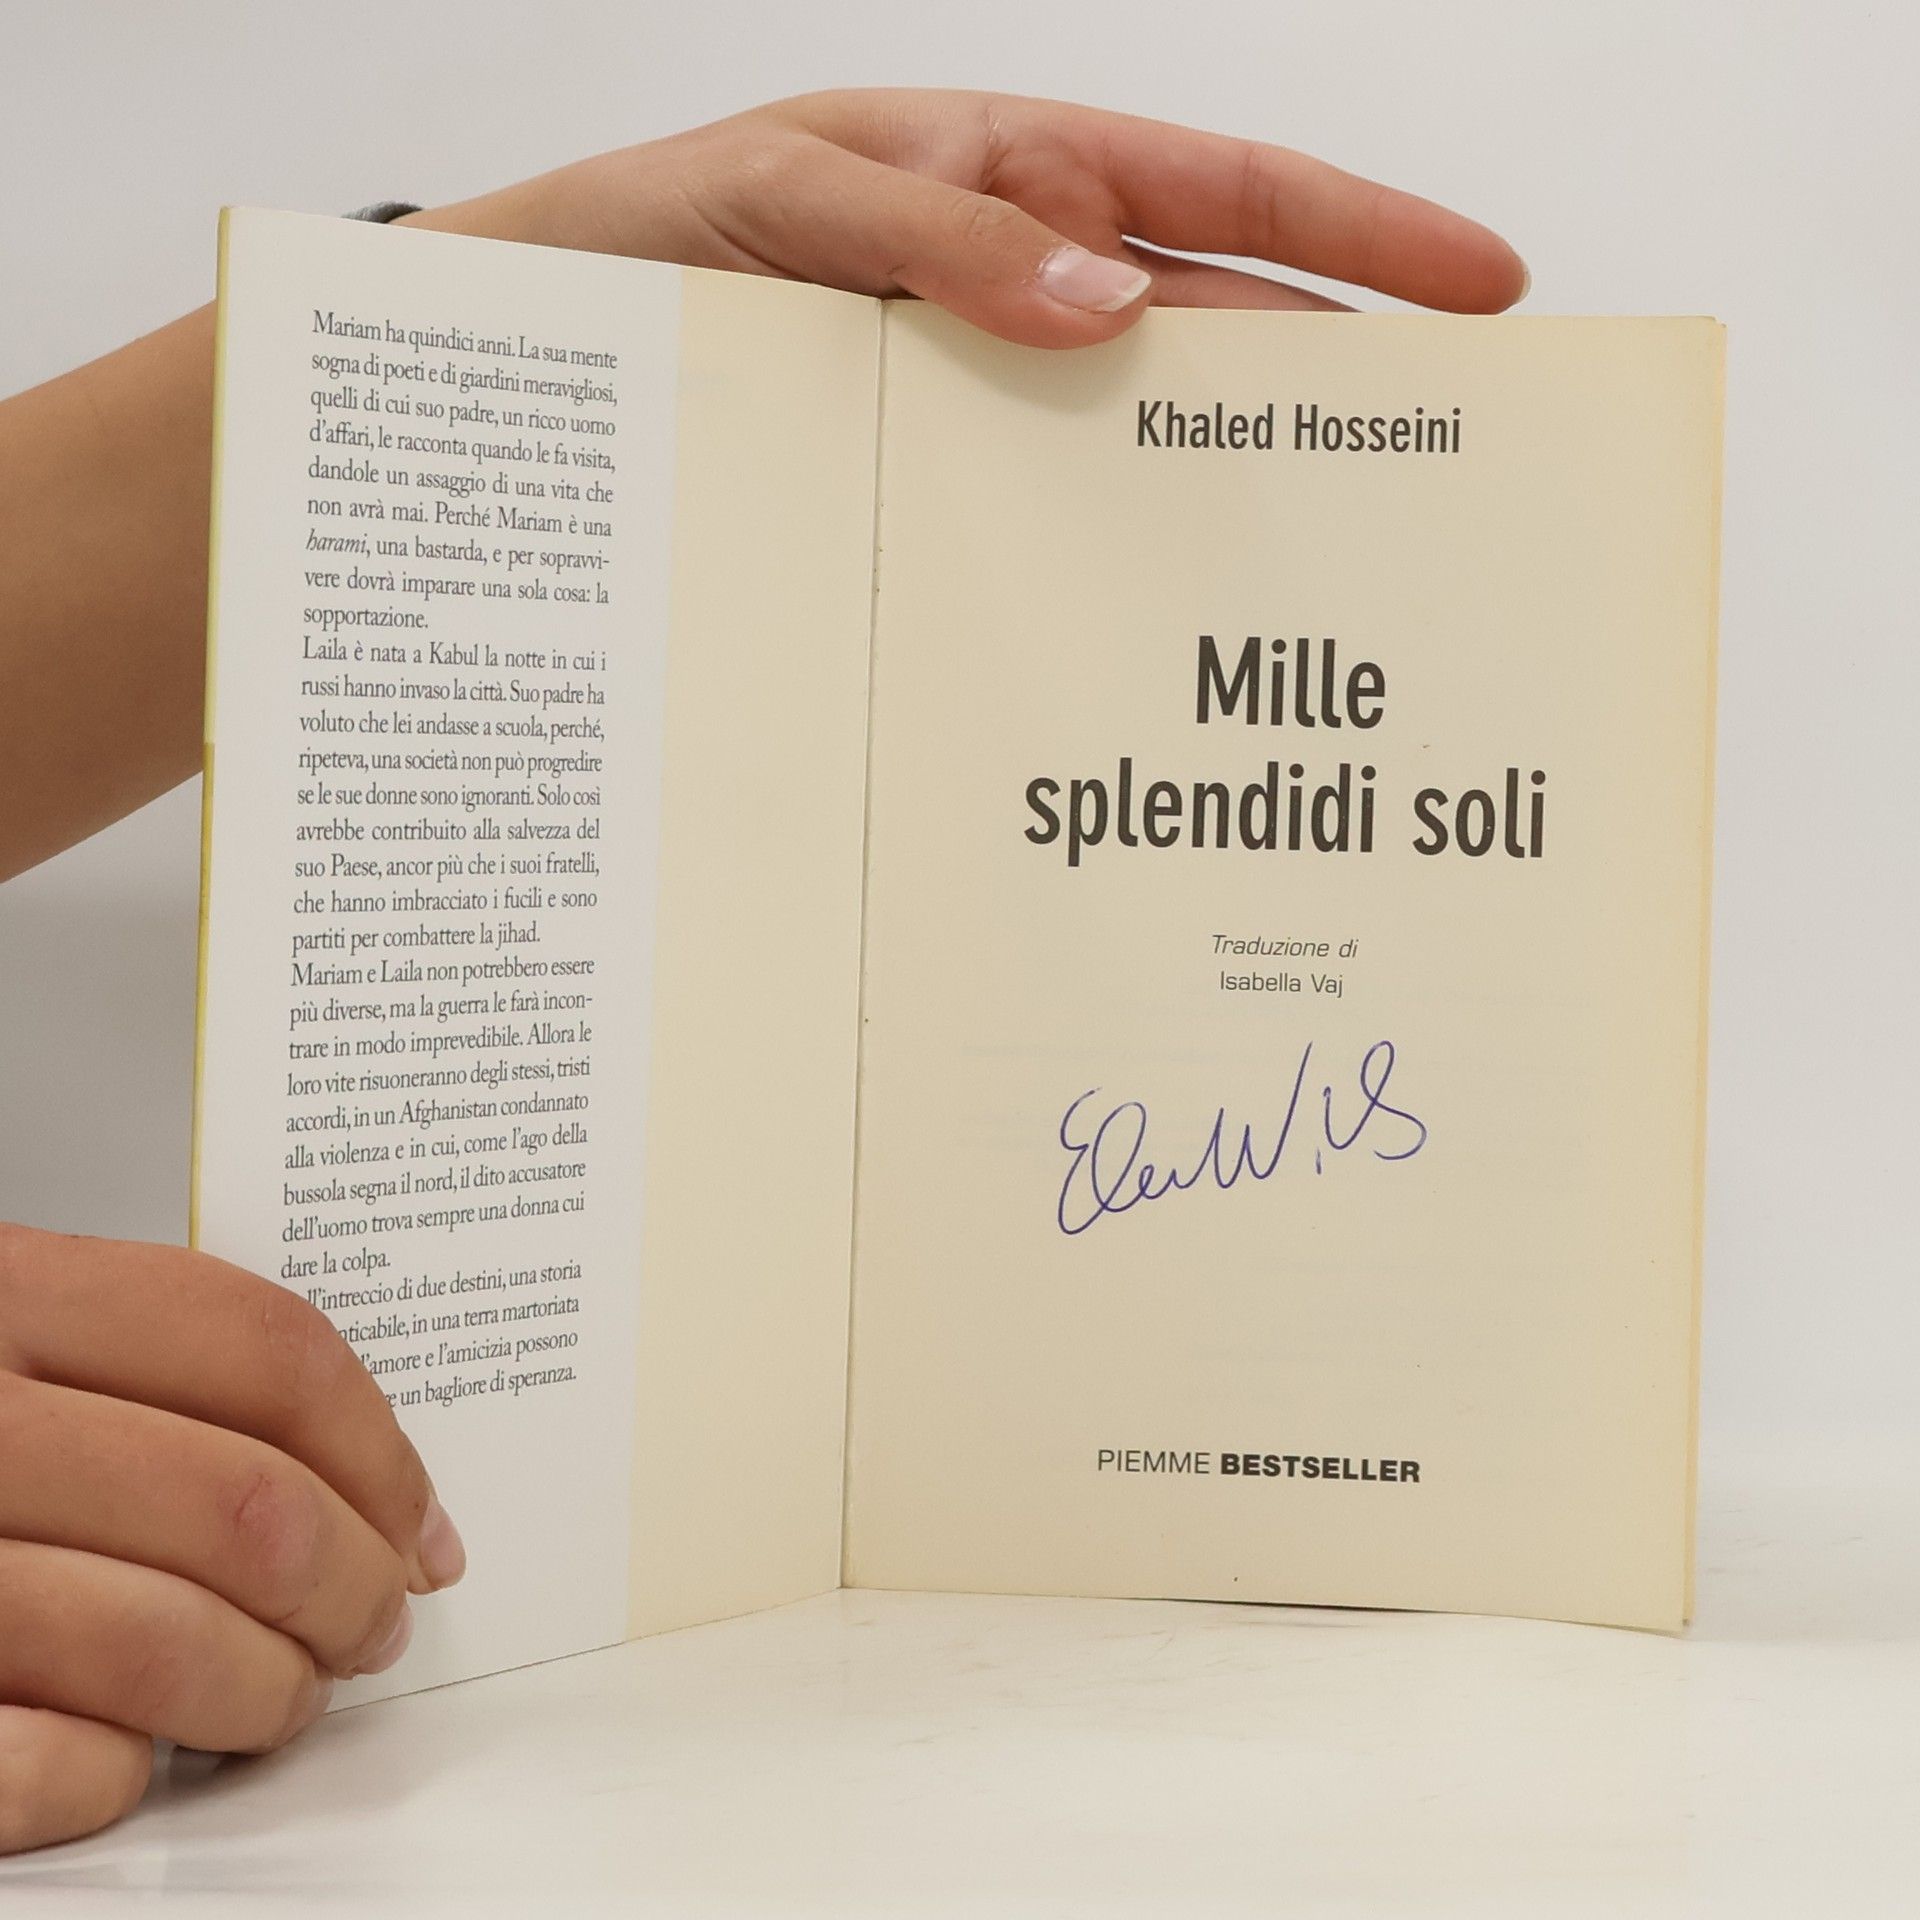 Mariam ha quindici anni. La sua mente
sogna di poeti e di giardini meravigliosi,
quelli di cui suo padre, un ricco uomo
d'affari, le racconta quando le fa visita,
dandole un assaggio di una vita che
non avrà mai. Perché Mariam è una
harami, una bastarda, e per sopravvi-
vere dovrà imparare una sola cosa: la
sopportazione.
Laila è nata a Kabul la notte in cui i
russi hanno invaso la città. Suo padre ha
voluto che lei andasse a scuola, perché,
ripeteva, una società non può progredire
se le sue donne sono ignoranti. Solo così
avrebbe contribuito alla salvezza del
suo Paese, ancor più che i suoi fratelli,
che hanno imbracciato i fucili e sono
partiti per combattere la jihad.
Mariam e Laila non potrebbero essere
più diverse, ma la guerra le farà incon-
trare in modo imprevedibile. Allora le
loro vite risuoneranno degli stessi, tristi
accordi, in un Afghanistan condannato
alla violenza e in cui, come l'ago della
bussola segna il nord, il dito accusatore
dell'uomo trova sempre una donna cui
dare la colpa.
ll'intreccio di due destini, una storia
nticabile, in una terra martoriata
l'amore e l'amicizia possono
e un bagliore di speranza.
Khaled Hosseini
Mille
splendidi soli
Traduzione di
Isabella Vaj
PIEMME BESTSELLER